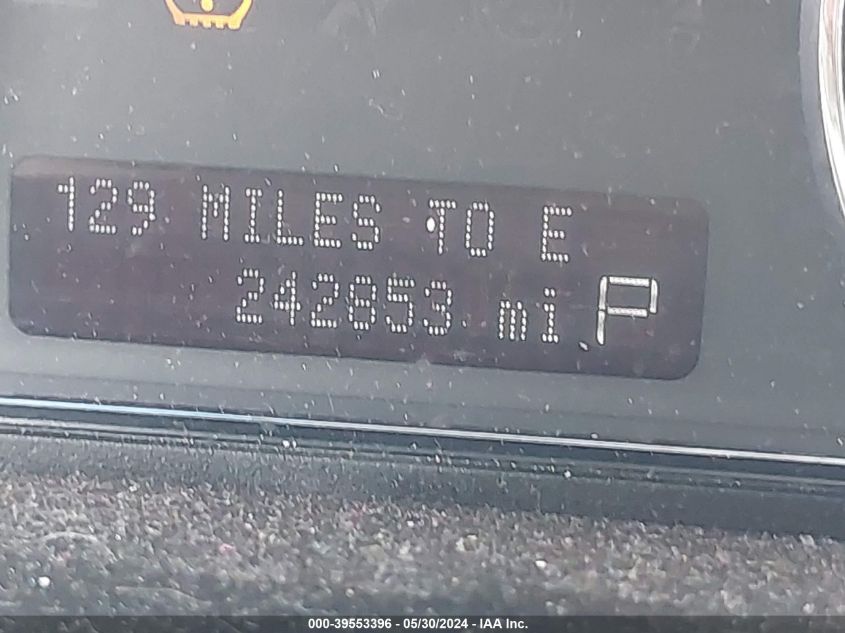 129 MILES TO E
242853 mi P
000-39553396 - 05/30/2024 - IAA Inc.